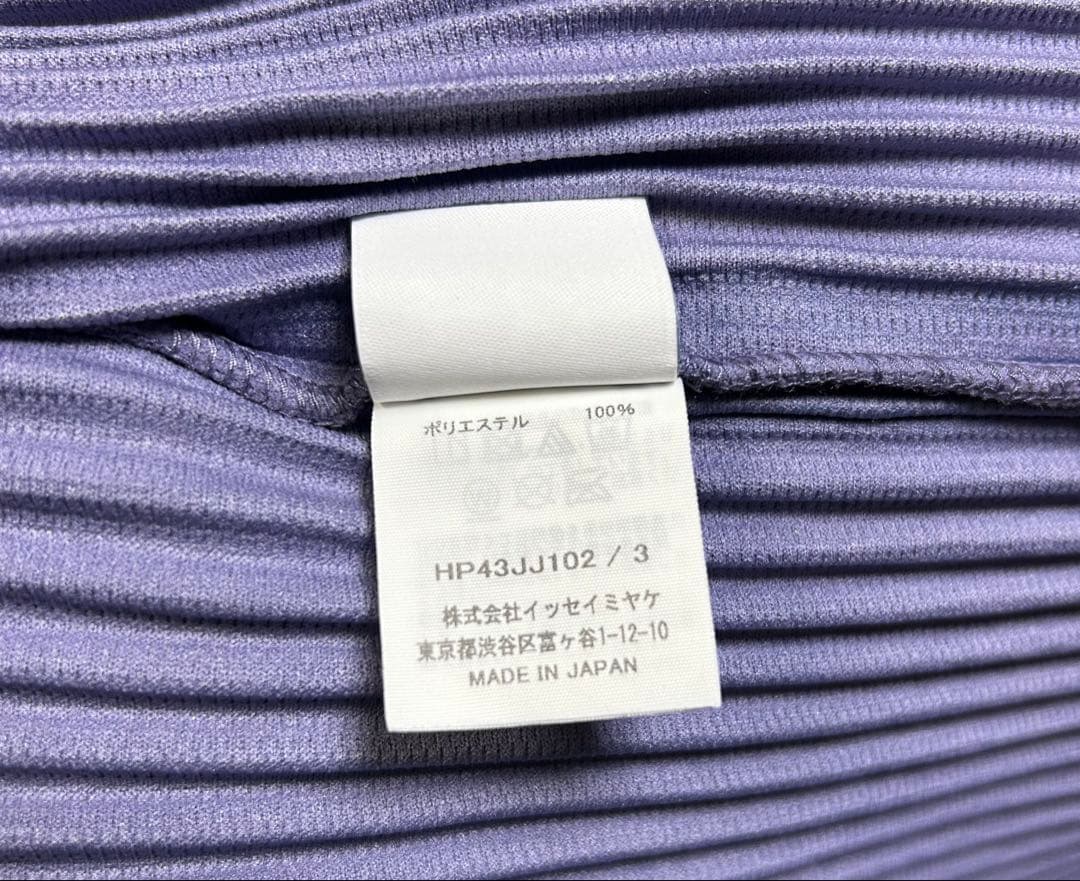 ポリエステル 100%
HP43JJ102 / 3
株式会社イッセイミヤケ
東京都渋谷区富ヶ谷1-12-10
MADE IN JAPAN